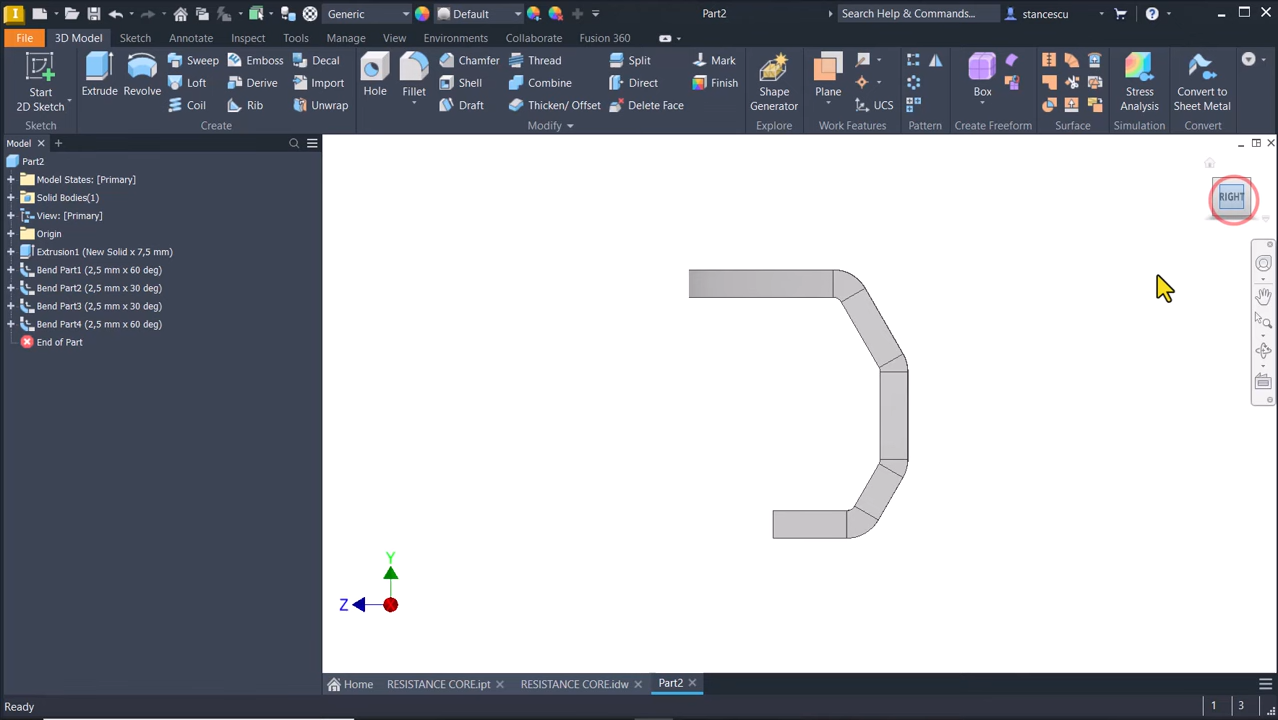 Generic
Default
Part2
Search Help & Commands...
stancescu
File
3D Model
Sketch
Annotate
Inspect
Tools
Manage
View
Environments
Collaborate
Fusion 360
Start
2D Sketch
Extrude
Revolve
Sweep
Emboss
Decal
Loft
Derive
Import
Coil
Rib
Unwrap
Hole
Fillet
Chamfer
Thread
Split
Mark
Shell
Combine
Direct
Finish
Draft
Thicken/ Offset
Delete Face
Shape
Generator
Plane
UCS
Box
Stress
Analysis
Convert to
Sheet Metal
Sketch
Create
Modify
Explore
Work Features
Pattern
Create Freeform
Surface
Simulation
Convert
Model
Part2
Model States: [Primary]
Solid Bodies(1)
View: [Primary]
Origin
Extrusion1 (New Solid x 7,5 mm)
Bend Part1 (2,5 mm x 60 deg)
Bend Part2 (2,5 mm x 30 deg)
Bend Part3 (2,5 mm x 30 deg)
Bend Part4 (2,5 mm x 60 deg)
End of Part
RIGHT
Y
Z
Home
RESISTANCE CORE.ipt
RESISTANCE CORE.idw
Part2
Ready
1
3